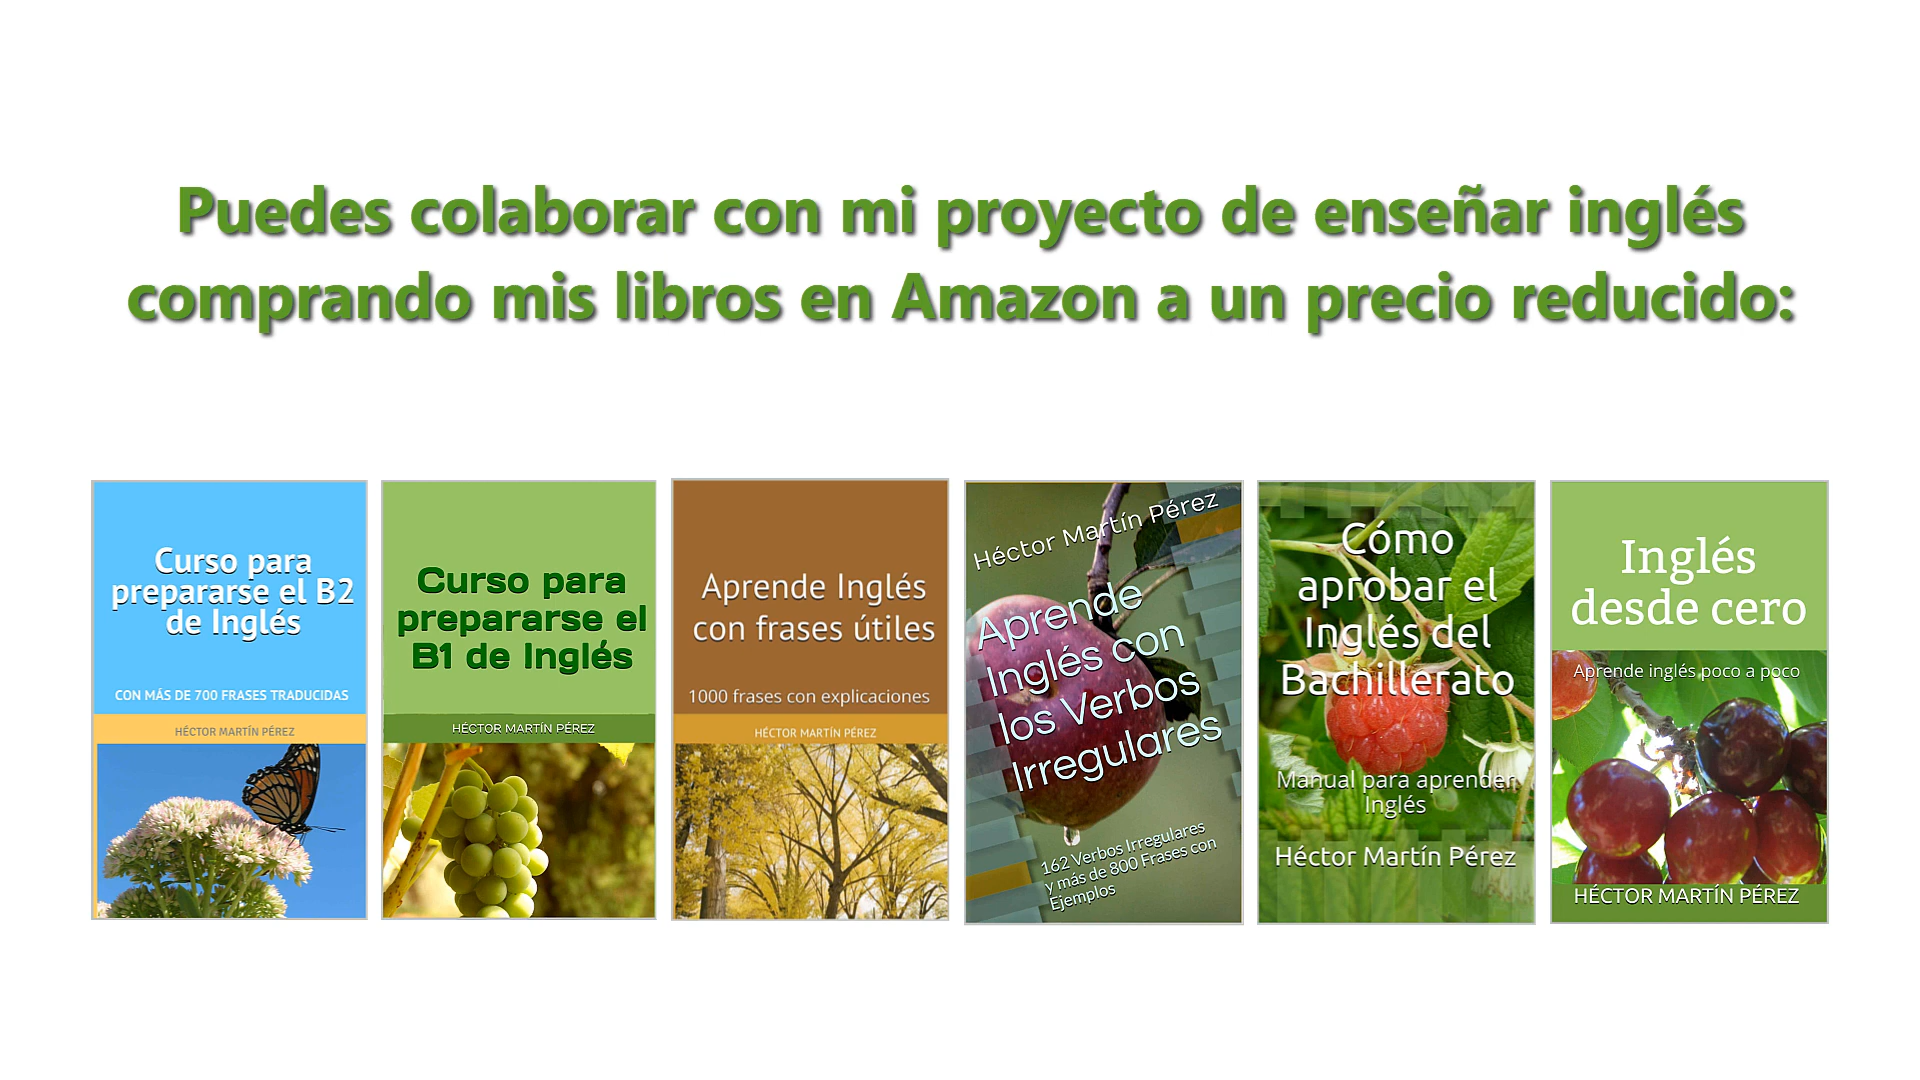 Puedes colaborar con mi proyecto de enseñar inglés
comprando mis libros en Amazon a un precio reducido:
Curso para
prepararse el B2
de Inglés
CON MÁS DE 700 FRASES TRADUCIDAS
HÉCTOR MARTÍN PÉREZ
Curso para
prepararse el
B1 de Inglés
HÉCTOR MARTÍN PÉREZ
Aprende Inglés
con frases útiles
1000 frases con explicaciones
HÉCTOR MARTÍN PÉREZ
Héctor Martín Pérez
Aprende
Inglés con
los Verbos
Irregulares
162 Verbos Irregulares
y más de 800 Frases con
Ejemplos
Cómo
aprobar el
Inglés del
Bachillerato
Manual para aprender
Inglés
Héctor Martín Pérez
Inglés
desde cero
Aprende inglés poco a poco
HÉCTOR MARTÍN PÉREZ